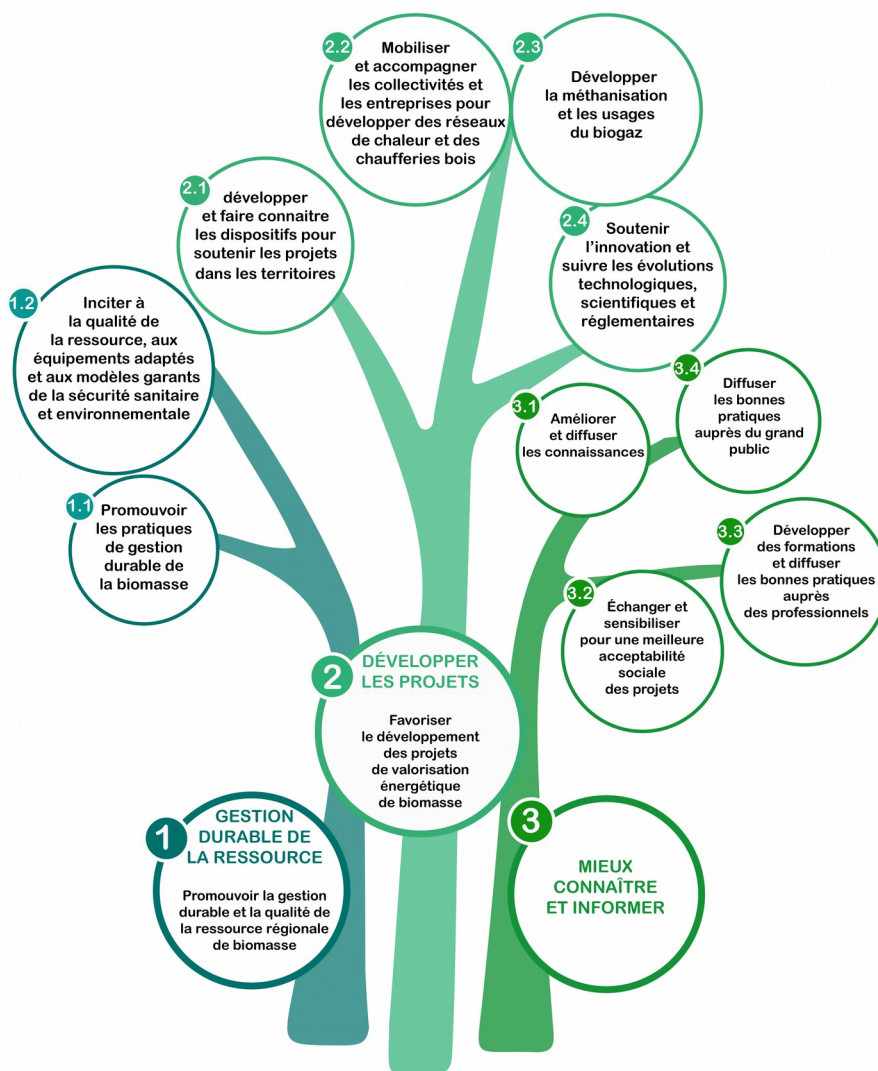 2.2
Mobiliser
et accompagner
les collectivités et
les entreprises pour
développer des réseaux
de chaleur et des
chaufferies bois
2.3
Développer
la méthanisation
et les usages
du biogaz
2.1
développer
et faire connaitre
les dispositifs pour
soutenir les projets
dans les territoires
2.4
Soutenir
l’innovation et
suivre les évolutions
technologiques,
scientifiques et
réglementaires
1.2
Inciter à
la qualité de
la ressource, aux
équipements adaptés
et aux modèles garants
de la sécurité sanitaire
et environnementale
3.4
Diffuser
les bonnes
pratiques
auprès du grand
public
3.1
Améliorer
et diffuser
les connaissances
1.1
Promouvoir
les pratiques
de gestion
durable de
la biomasse
3.3
Développer
des formations
et diffuser
les bonnes pratiques
auprès
des professionnels
3.2
Échanger et
sensibiliser
pour une meilleure
acceptabilité
sociale
des projets
2
DÉVELOPPER
LES PROJETS
Favoriser
le développement
des projets
de valorisation
énergétique
de biomasse
1
GESTION
DURABLE DE
LA RESSOURCE
Promouvoir la gestion
durable et la qualité de
la ressource régionale
de biomasse
3
MIEUX
CONNAÎTRE
ET INFORMER